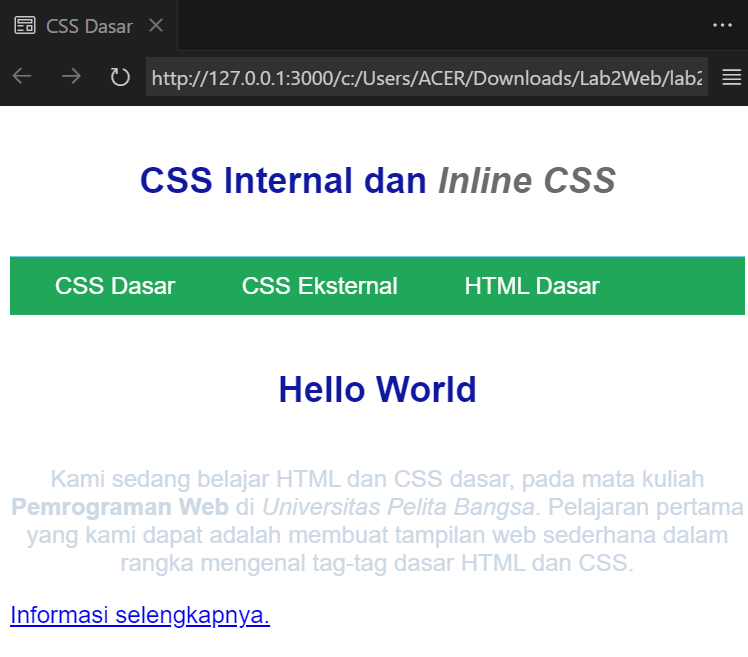 CSS Dasar
http://127.0.0.1:3000/c:/Users/ACER/Downloads/Lab2Web/lab2
CSS Internal dan Inline CSS
CSS Dasar CSS Eksternal HTML Dasar
Hello World
Kami sedang belajar HTML dan CSS dasar, pada mata kuliah
Pemrograman Web di Universitas Pelita Bangsa. Pelajaran pertama
yang kami dapat adalah membuat tampilan web sederhana dalam
rangka mengenal tag-tag dasar HTML dan CSS.
Informasi selengkapnya.